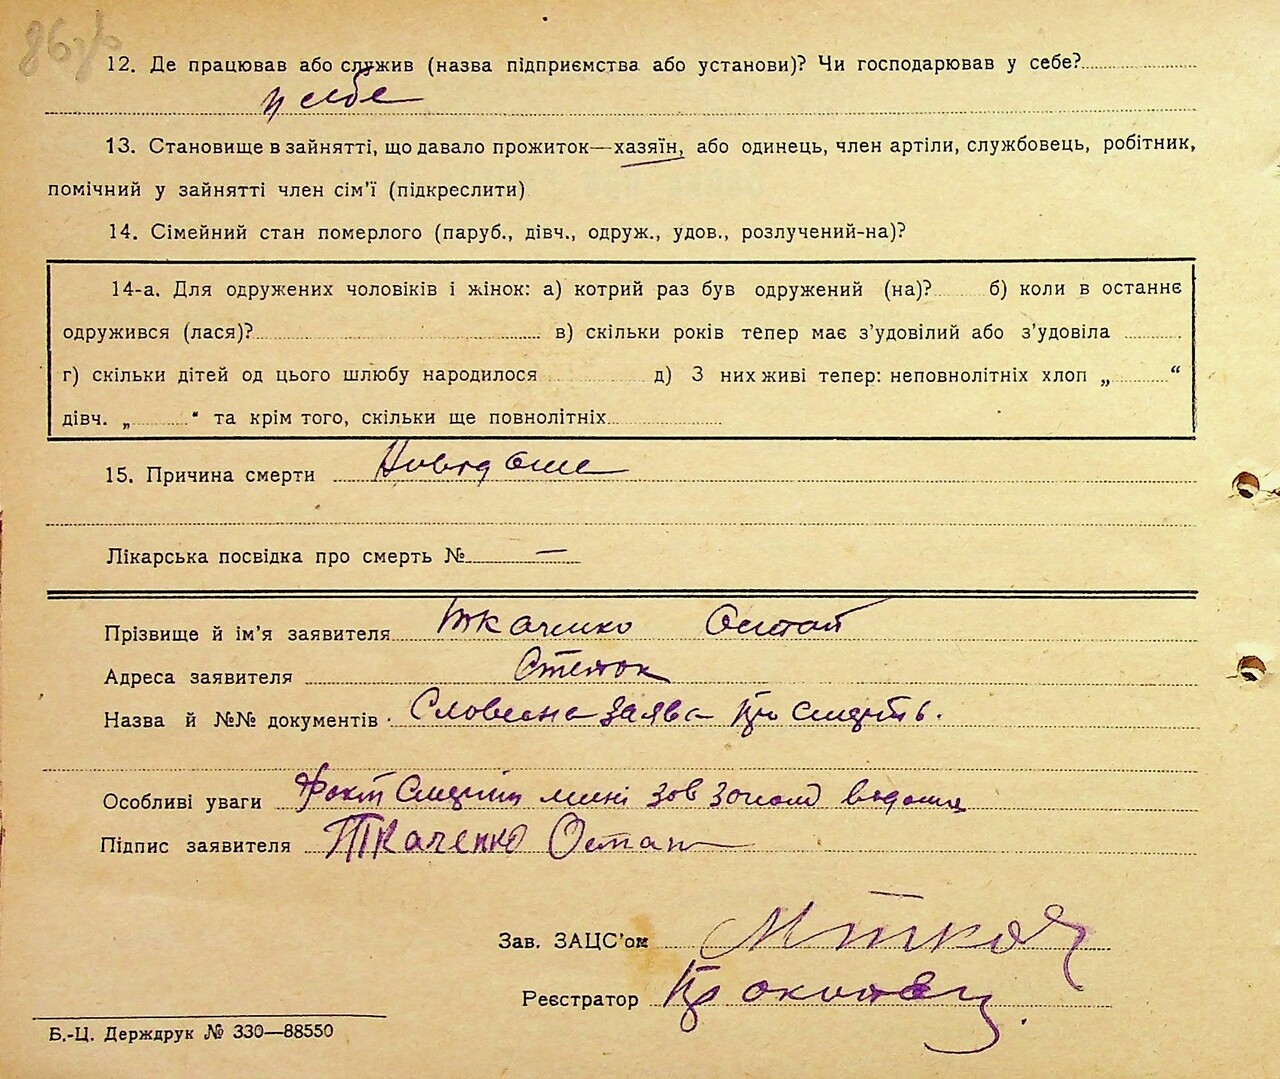 12. Де працював або служив (назва підприємства або установи)? Чи господарював у себе?
у себе
13. Становище в зайнятті, що давало прожиток—хазяїн, або одинець, член артіли, службовець, робітник,
помічний у зайнятті член сім'ї (підкреслити)
14. Сімейний стан померлого (паруб., дівч., одруж., удов., розлучений-на)?
14-а. Для одружених чоловіків і жінок: а) котрий раз був одружений (на)? б) коли в останнє
одружився (лася)? в) скільки років тепер має з'удовілий або з'удовіла
г) скільки дітей од цього шлюбу народилося д) З них живі тепер: неповнолітніх хлоп „ “
дівч. „ “ та крім того, скільки ще повнолітніх
15. Причина смерти
Лікарська посвідка про смерть № —
Прізвище й ім'я заявителя Ткаченко Остап
Адреса заявителя
Назва й №№ документів Словесна заява про смерть.
Особливі уваги Факт смерти мині
Підпис заявителя Ткаченко Остап
Зав. ЗАЦС'ом
Реєстратор
Б.-Ц. Держдрук № 330—88550